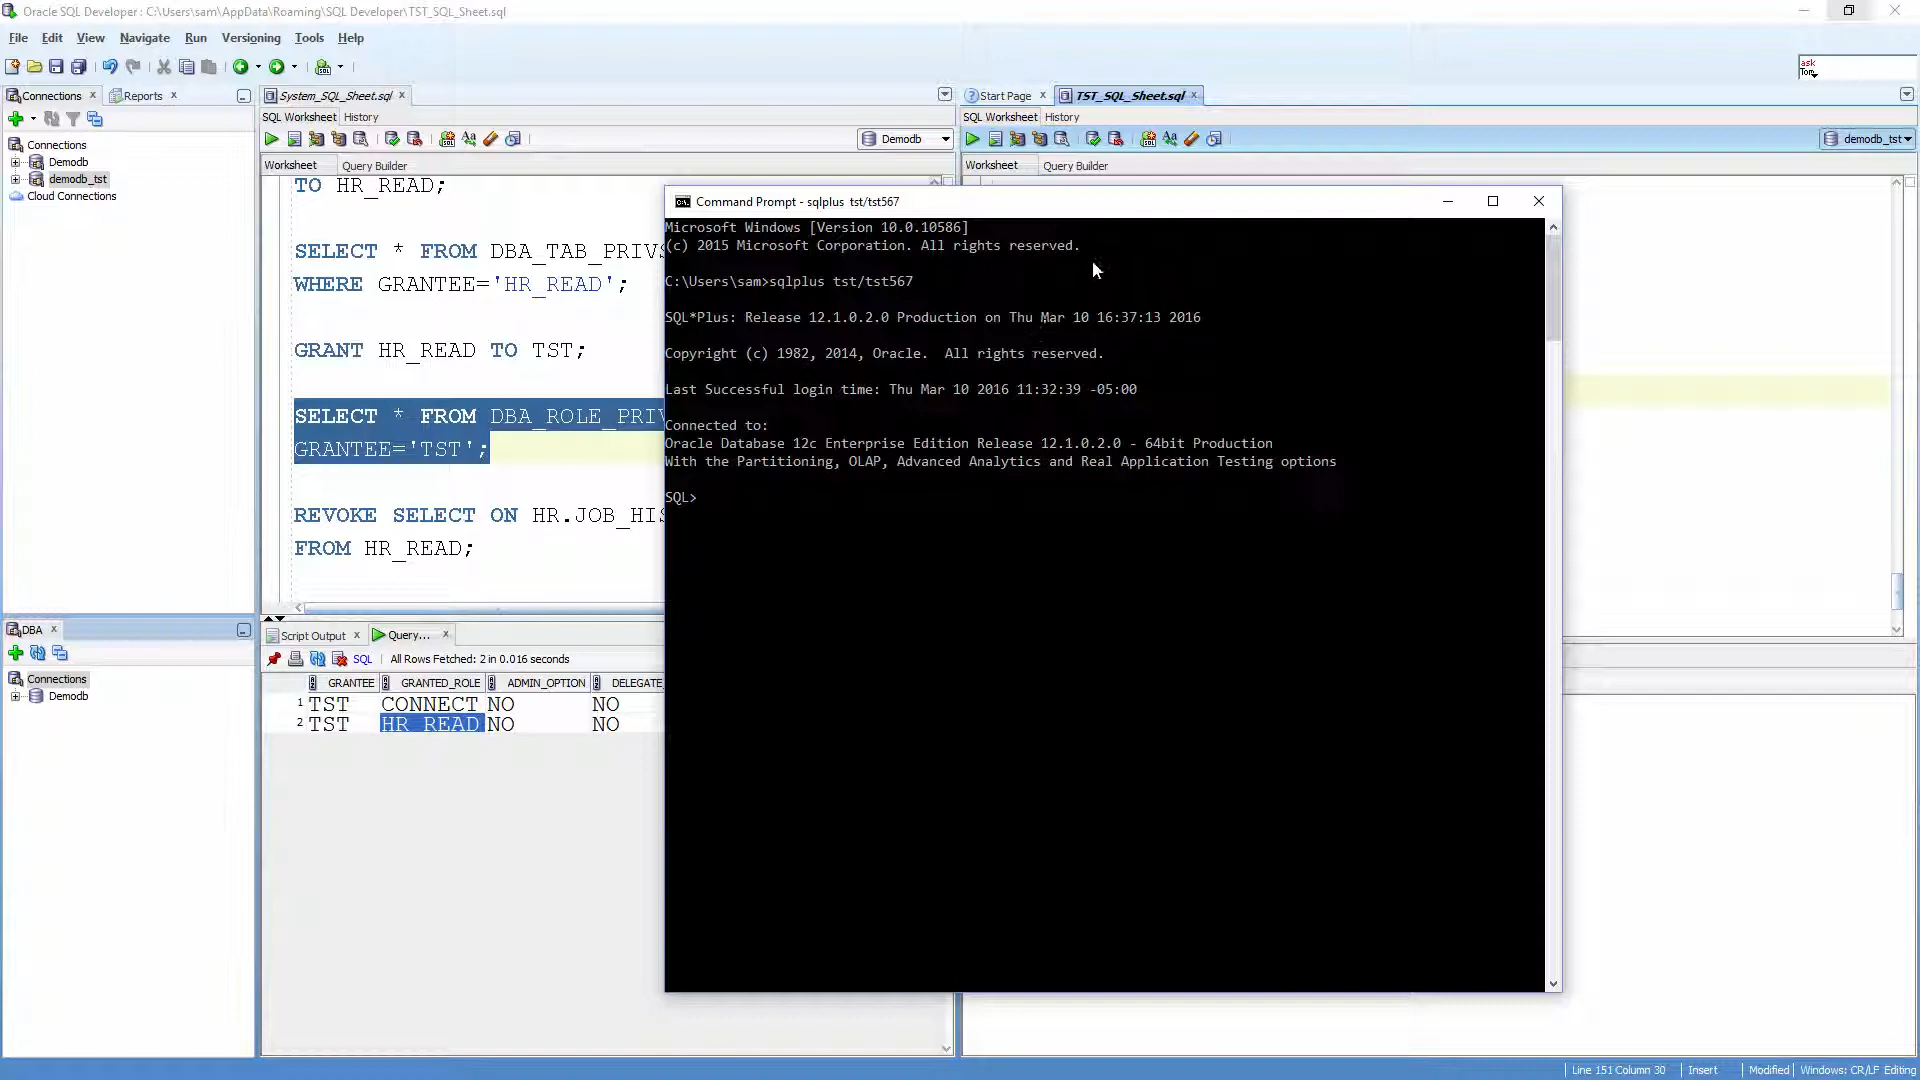 Oracle SQL Developer : C:\Users\sam\AppData\Roaming\SQL Developer\TST_SQL_Sheet.sql
File Edit View Navigate Run Versioning Tools Help
ask
Tom
Connections
Reports
System_SQL_Sheet.sql
Start Page
TST_SQL_Sheet.sql
SQL Worksheet History
SQL Worksheet History
Demodb
demodb_tst
Worksheet Query Builder
Worksheet Query Builder
Connections
Demodb
demodb_tst
Cloud Connections
TO HR_READ;
SELECT * FROM DBA_TAB_PRIVS
WHERE GRANTEE='HR_READ';
GRANT HR_READ TO TST;
SELECT * FROM DBA_ROLE_PRIV
GRANTEE='TST';
REVOKE SELECT ON HR.JOB_HIS
FROM HR_READ;
Command Prompt - sqlplus tst/tst567
Microsoft Windows [Version 10.0.10586]
(c) 2015 Microsoft Corporation. All rights reserved.
C:\Users\sam>sqlplus tst/tst567
SQL*Plus: Release 12.1.0.2.0 Production on Thu Mar 10 16:37:13 2016
Copyright (c) 1982, 2014, Oracle. All rights reserved.
Last Successful login time: Thu Mar 10 2016 11:32:39 -05:00
Connected to:
Oracle Database 12c Enterprise Edition Release 12.1.0.2.0 - 64bit Production
With the Partitioning, OLAP, Advanced Analytics and Real Application Testing options
SQL>
DBA
Connections
Demodb
Script Output
Query...
SQL | All Rows Fetched: 2 in 0.016 seconds
GRANTEE GRANTED_ROLE ADMIN_OPTION DELEGATE_
1 TST CONNECT NO NO
2 TST HR_READ NO NO
Line 151 Column 30 Insert Modified Windows: CR/LF Editing